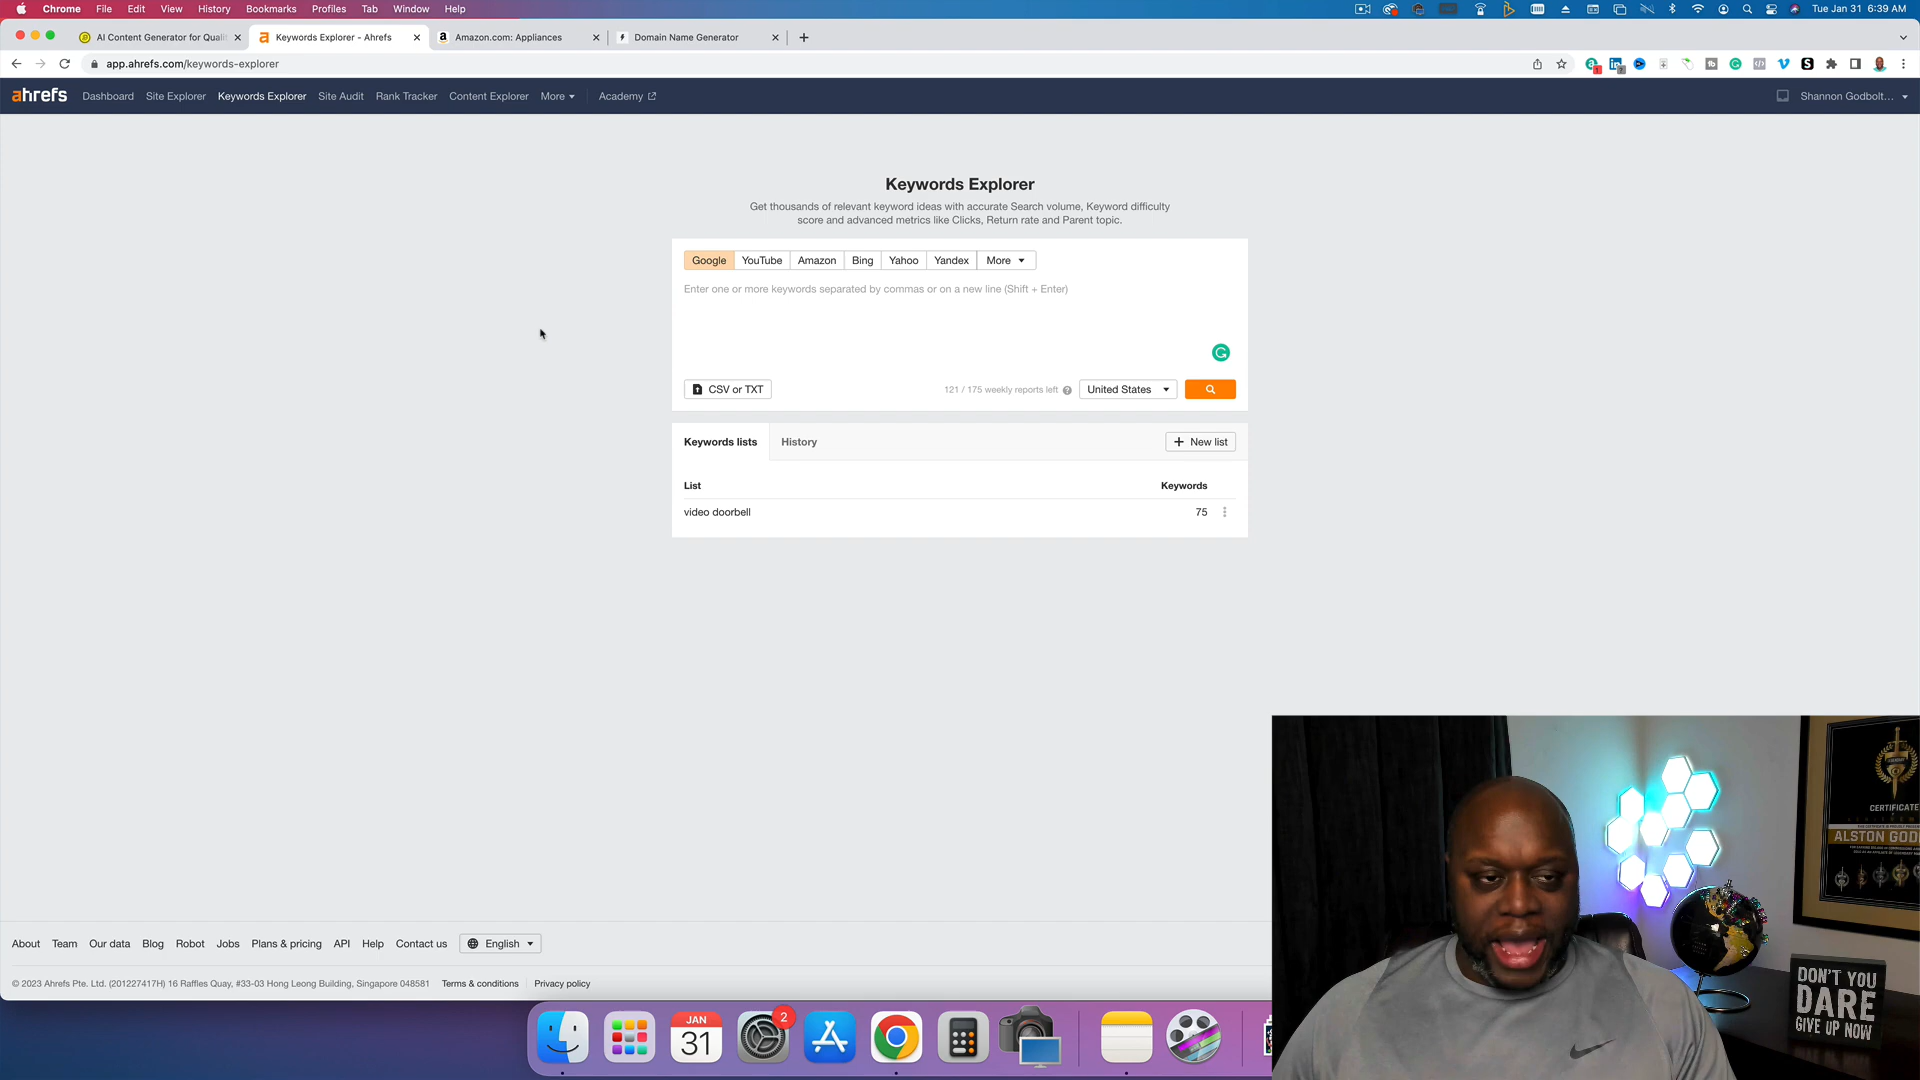 Chrome File Edit View History Bookmarks Profiles Tab Window Help
Tue Jan 31 6:39 AM
AI Content Generator for Quali
Keywords Explorer - Ahrefs
Amazon.com: Appliances
Domain Name Generator
app.ahrefs.com/keywords-explorer
ahrefs Dashboard Site Explorer Keywords Explorer Site Audit Rank Tracker Content Explorer More Academy
Shannon Godbolt...
Keywords Explorer
Get thousands of relevant keyword ideas with accurate Search volume, Keyword difficulty
score and advanced metrics like Clicks, Return rate and Parent topic.
Google YouTube Amazon Bing Yahoo Yandex More
Enter one or more keywords separated by commas or on a new line (Shift + Enter)
CSV or TXT
121 / 175 weekly reports left
United States
Keywords lists History
New list
List Keywords
video doorbell 75
CERTIFICATE
ALSTON GOD
DON'T YOU
DARE
GIVE UP NOW
About Team Our data Blog Robot Jobs Plans & pricing API Help Contact us English
© 2023 Ahrefs Pte. Ltd. (201227417H) 16 Raffles Quay, #33-03 Hong Leong Building, Singapore 048581 Terms & conditions Privacy policy
JAN
31
2